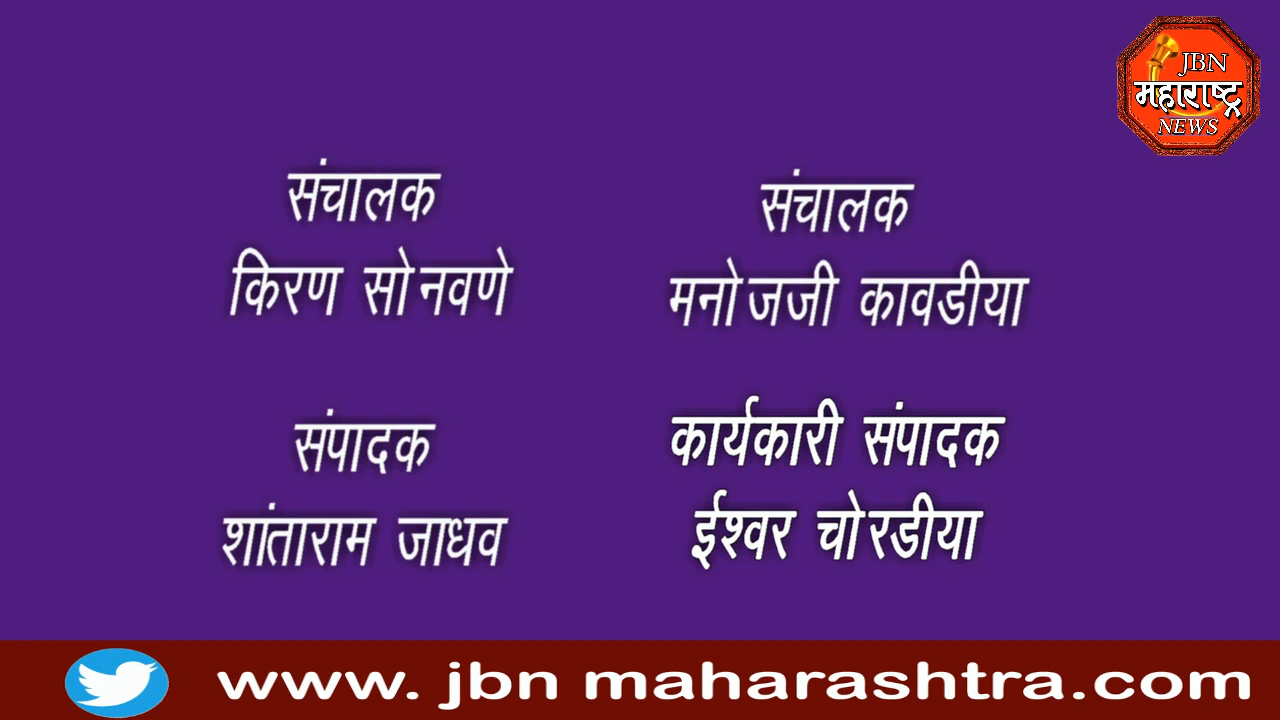 JBN
महाराष्ट्र
NEWS
संचालक
किरण सोनवणे
संचालक
मनोजजी कावडीया
संपादक
शांताराम जाधव
कार्यकारी संपादक
ईश्वर चोरडीया
www. jbn maharashtra.com